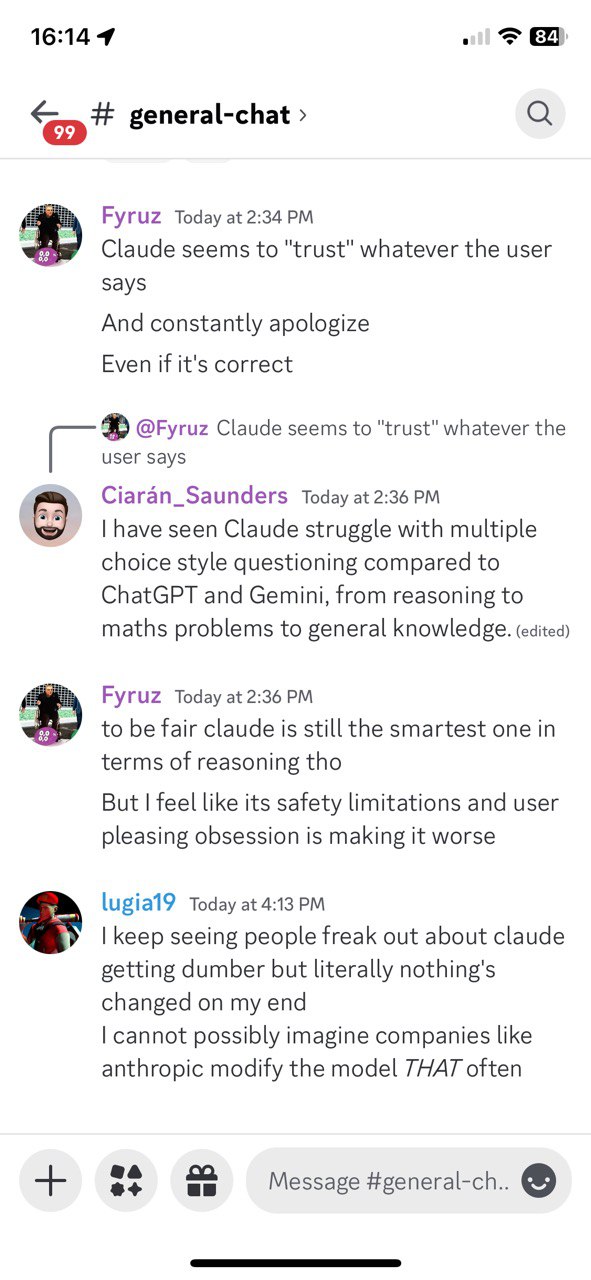 16:14
84
99
# general-chat ›
Fyruz Today at 2:34 PM
Claude seems to "trust" whatever the user
says
And constantly apologize
Even if it's correct
@Fyruz Claude seems to "trust" whatever the
user says
Ciarán_Saunders Today at 2:36 PM
I have seen Claude struggle with multiple
choice style questioning compared to
ChatGPT and Gemini, from reasoning to
maths problems to general knowledge. (edited)
Fyruz Today at 2:36 PM
to be fair claude is still the smartest one in
terms of reasoning tho
But I feel like its safety limitations and user
pleasing obsession is making it worse
lugia19 Today at 4:13 PM
I keep seeing people freak out about claude
getting dumber but literally nothing's
changed on my end
I cannot possibly imagine companies like
anthropic modify the model THAT often
Message #general-ch..